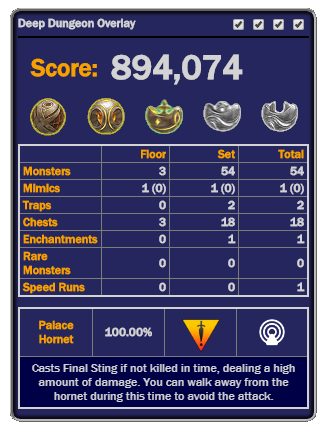 Deep Dungeon Overlay
Score: 894,074
Floor Set Total
Monsters 3 54 54
Mimics 1 (0) 1 (0) 1 (0)
Traps 0 2 2
Chests 3 18 18
Enchantments 0 1 1
Rare
Monsters 0 0 0
Speed Runs 0 0 1
Palace
Hornet 100.00%
Casts Final Sting if not killed in time, dealing a high
amount of damage. You can walk away from the
hornet during this time to avoid the attack.